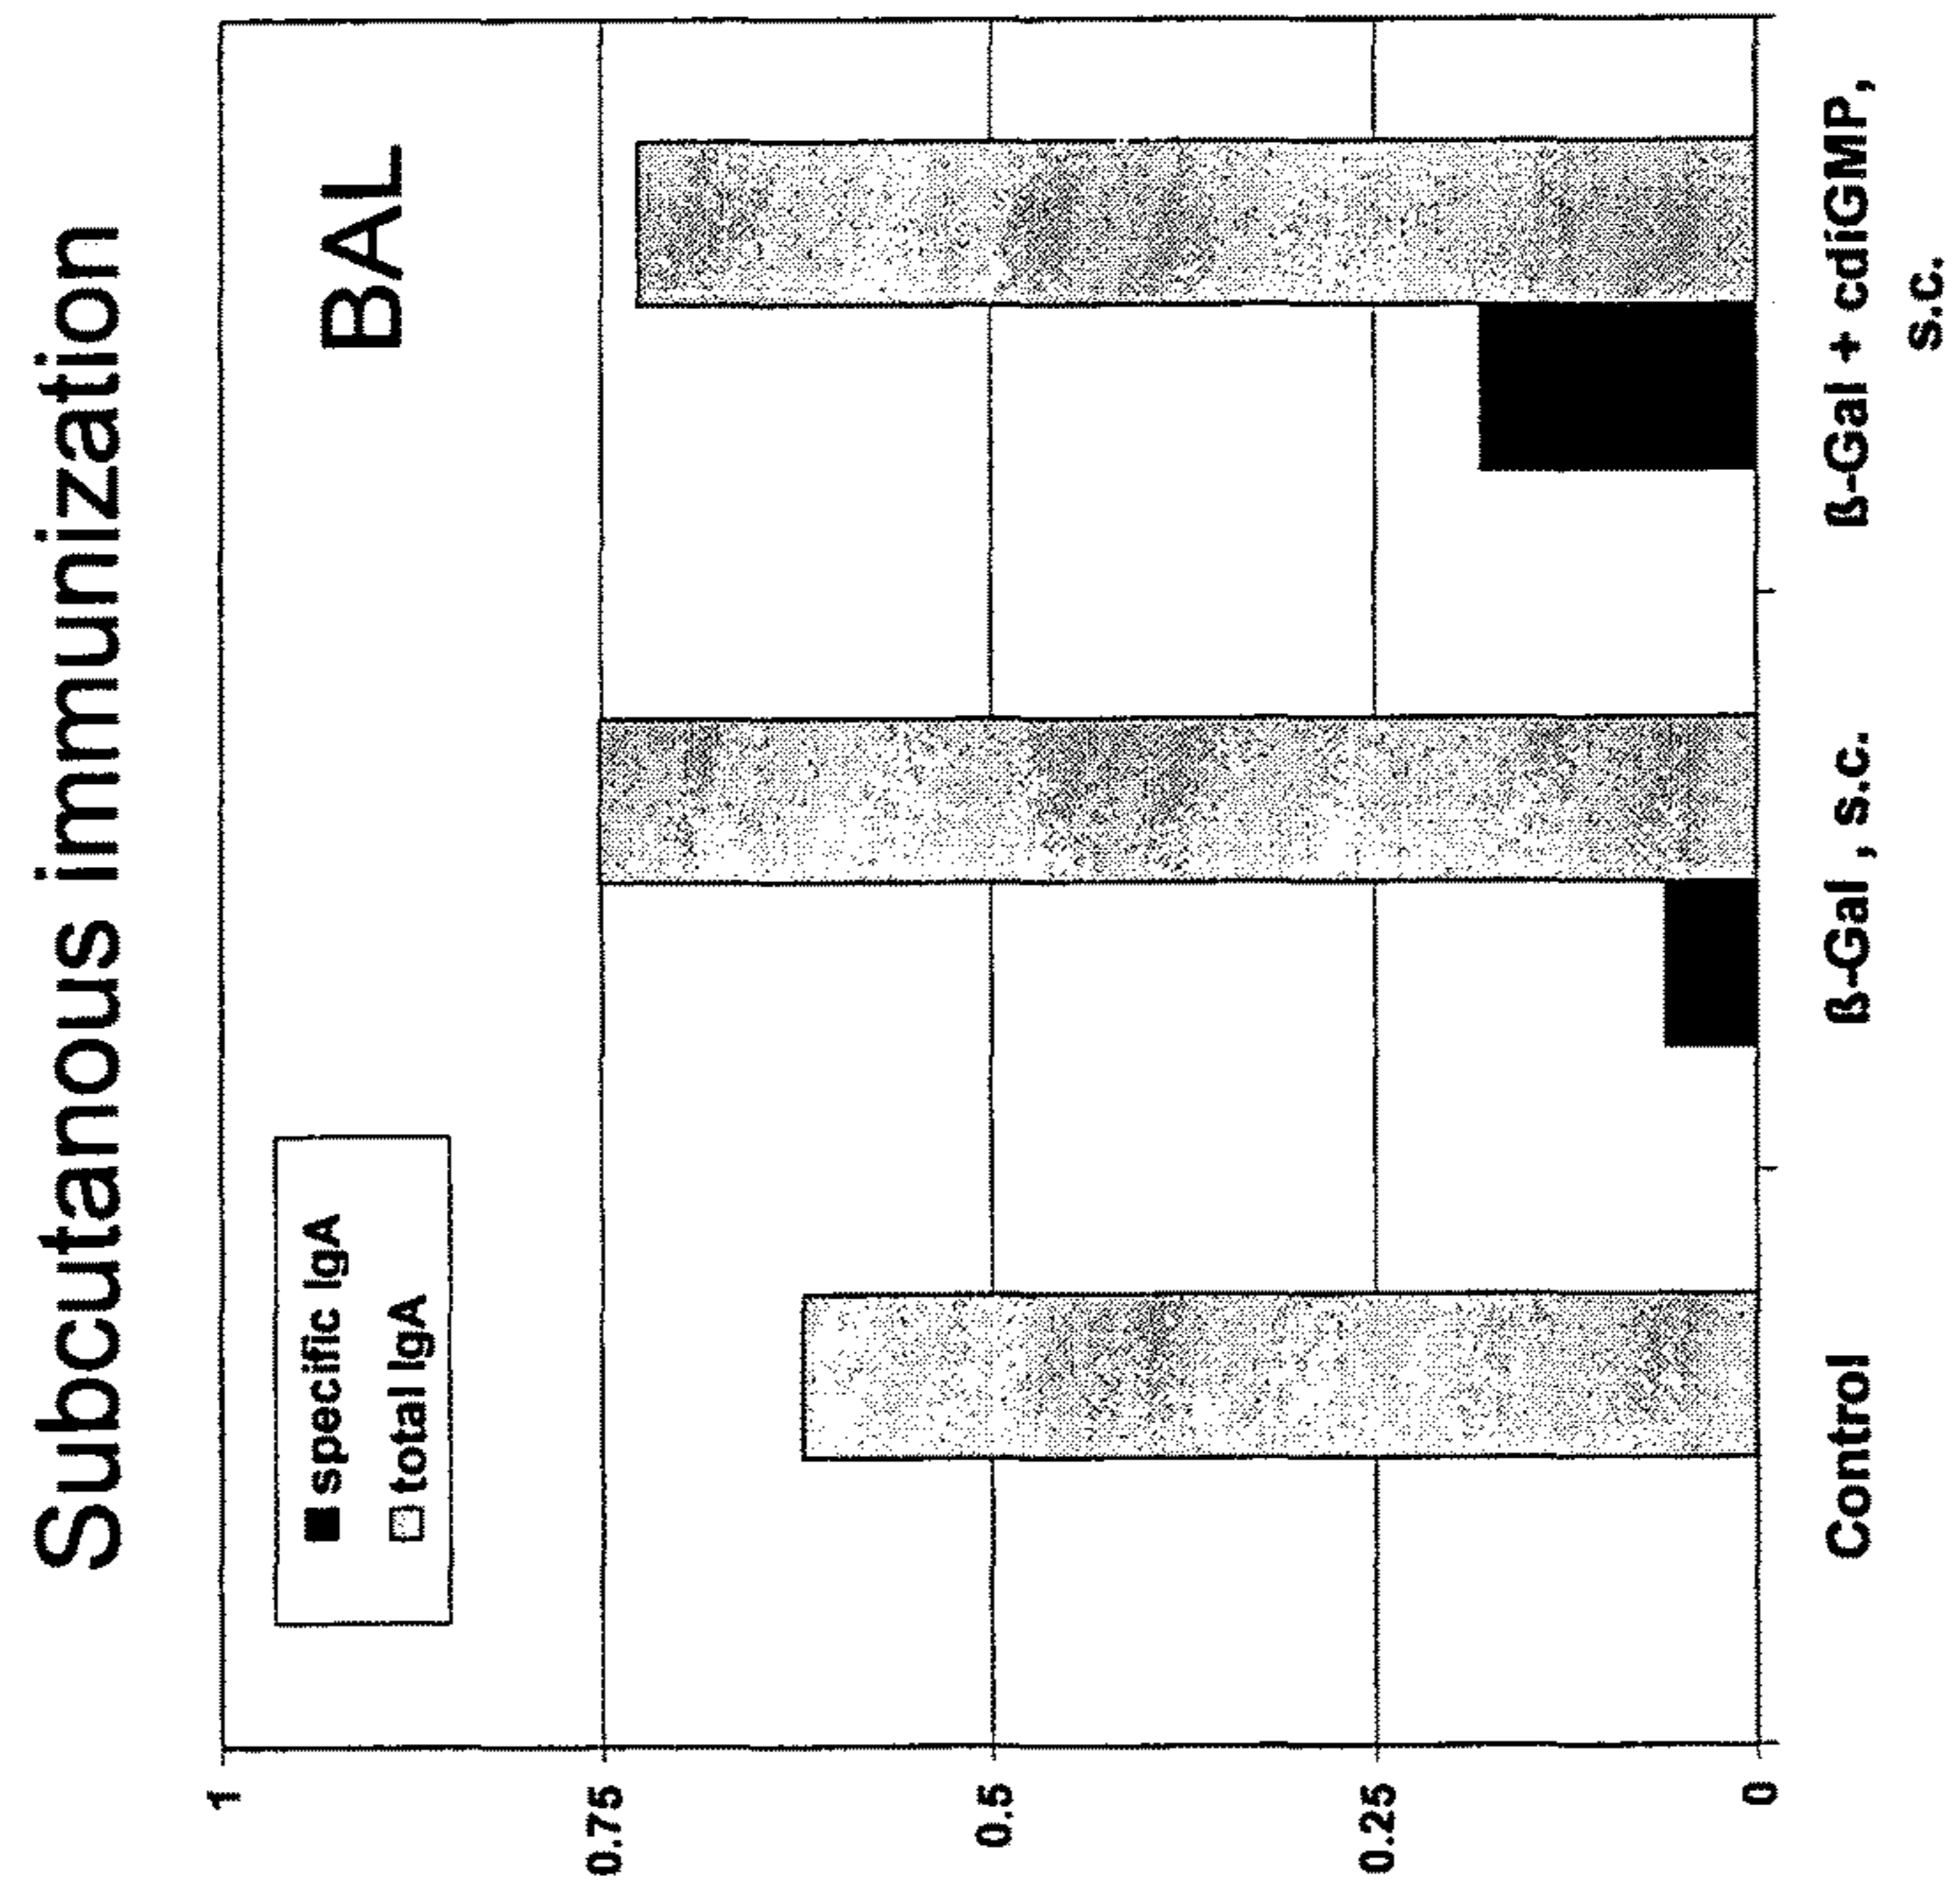 Subcutanous immunization
BAL
specific IgA
total IgA
1
0.75
0.5
0.25
0
Control
ß-Gal , s.c.
ß-Gal + cdiGMP,
s.c.